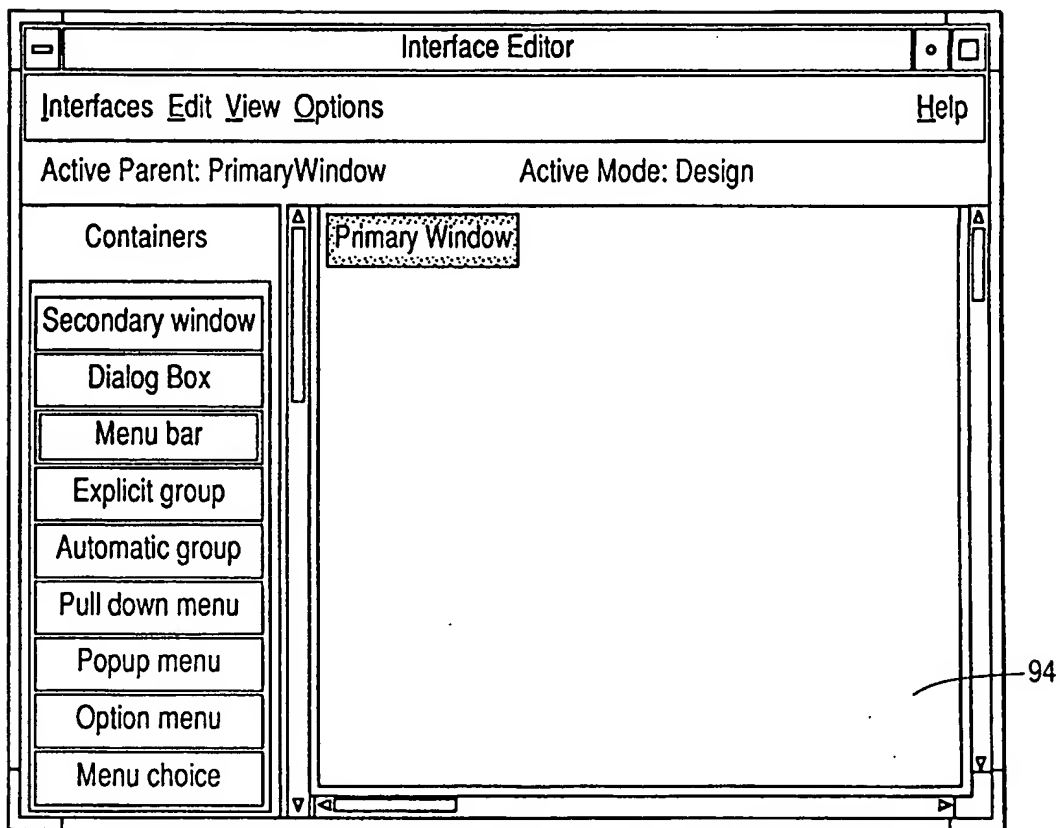 Interface Editor
Interfaces Edit View Options Help
Active Parent: PrimaryWindow Active Mode: Design
Containers
Primary Window
Secondary window
Dialog Box
Menu bar
Explicit group
Automatic group
Pull down menu
Popup menu
Option menu
Menu choice
94